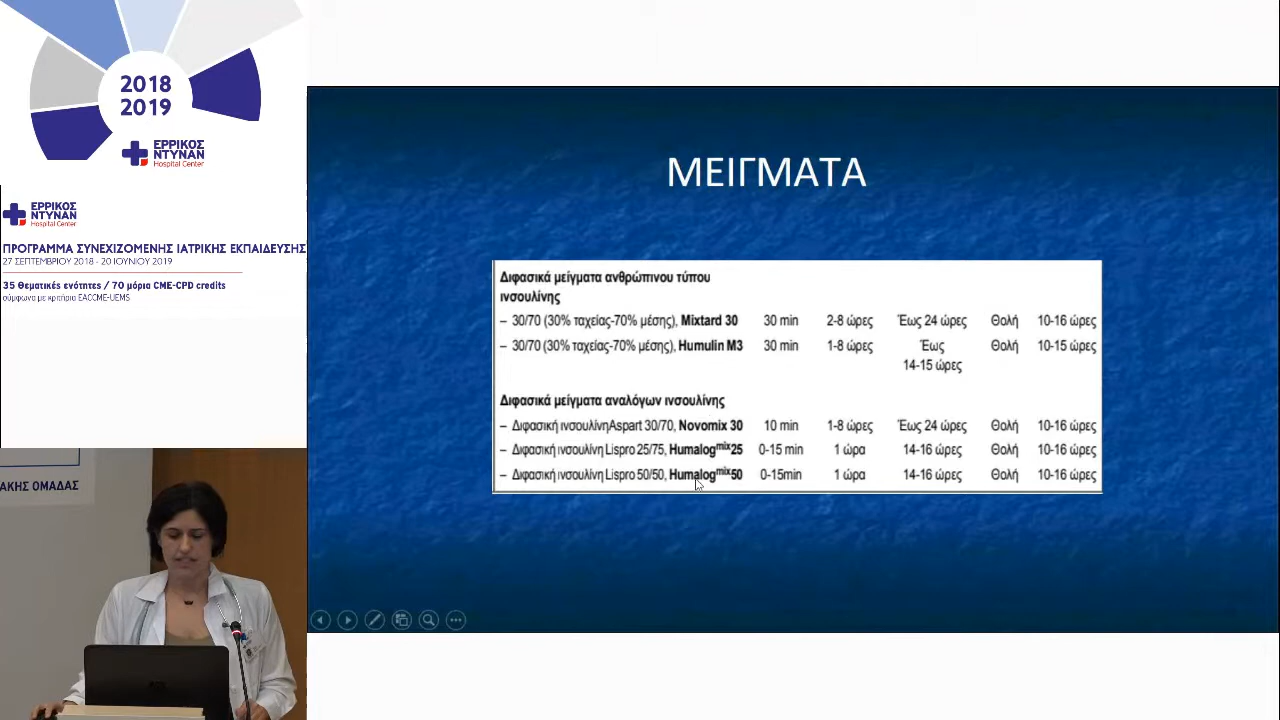 2018
2019
ΕΡΡΙΚΟΣ
ΝΤΥΝΑΝ
Hospital Center
ΕΡΡΙΚΟΣ
ΝΤΥΝΑΝ
Hospital Center
ΠΡΟΓΡΑΜΜΑ ΣΥΝΕΧΙΖΟΜΕΝΗΣ ΙΑΤΡΙΚΗΣ ΕΚΠΑΙΔΕΥΣΗΣ
27 ΣΕΠΤΕΜΒΡΙΟΥ 2018 - 20 ΙΟΥΝΙΟΥ 2019
35 Θεματικές ενότητες / 70 μόρια CME-CPD credits
σύμφωνα με κριτήρια EACCME-UEMS
ΑΚΗΣ ΟΜΑΔΑΣ
ΜΕΙΓΜΑΤΑ
Διφασικά μείγματα ανθρώπινου τύπου
ινσουλίνης
– 30/70 (30% ταχείας-70% μέσης), Mixtard 30 30 min 2-8 ώρες Έως 24 ώρες Θολή 10-16 ώρες
– 30/70 (30% ταχείας-70% μέσης), Humulin M3 30 min 1-8 ώρες Έως Θολή 10-15 ώρες
14-15 ώρες
Διφασικά μείγματα αναλόγων ινσουλίνης
– Διφασική ινσουλίνηAspart 30/70, Novomix 30 10 min 1-8 ώρες Έως 24 ώρες Θολή 10-16 ώρες
– Διφασική ινσουλίνη Lispro 25/75, Humalogmix25 0-15 min 1 ώρα 14-16 ώρες Θολή 10-16 ώρες
– Διφασική ινσουλίνη Lispro 50/50, Humalogmix50 0-15min 1 ώρα 14-16 ώρες Θολή 10-16 ώρες